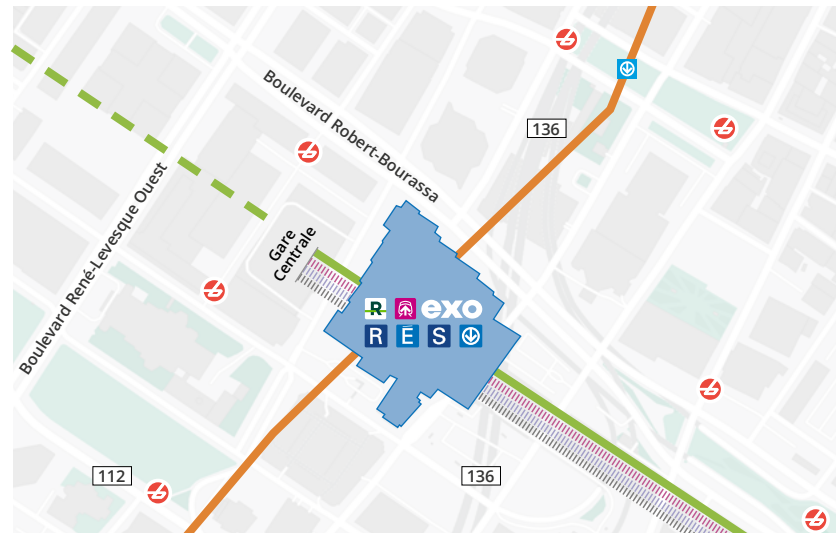 Boulevard Robert-Bourassa
136
Boulevard René-Levesque Ouest
Gare
Centrale
R exo
R É S
112
136